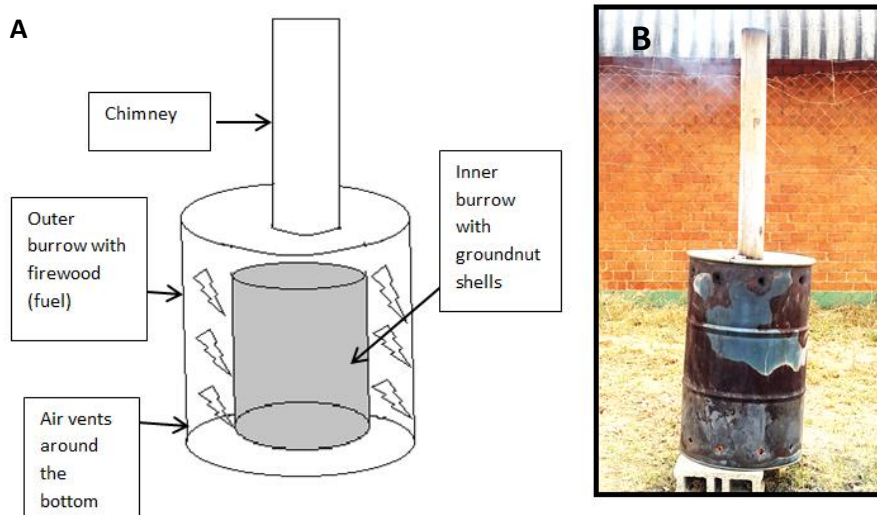 A
B
Chimney
Inner
burrow
with
groundnut
shells
Outer
burrow with
firewood
(fuel)
Air vents
around
the
bottom